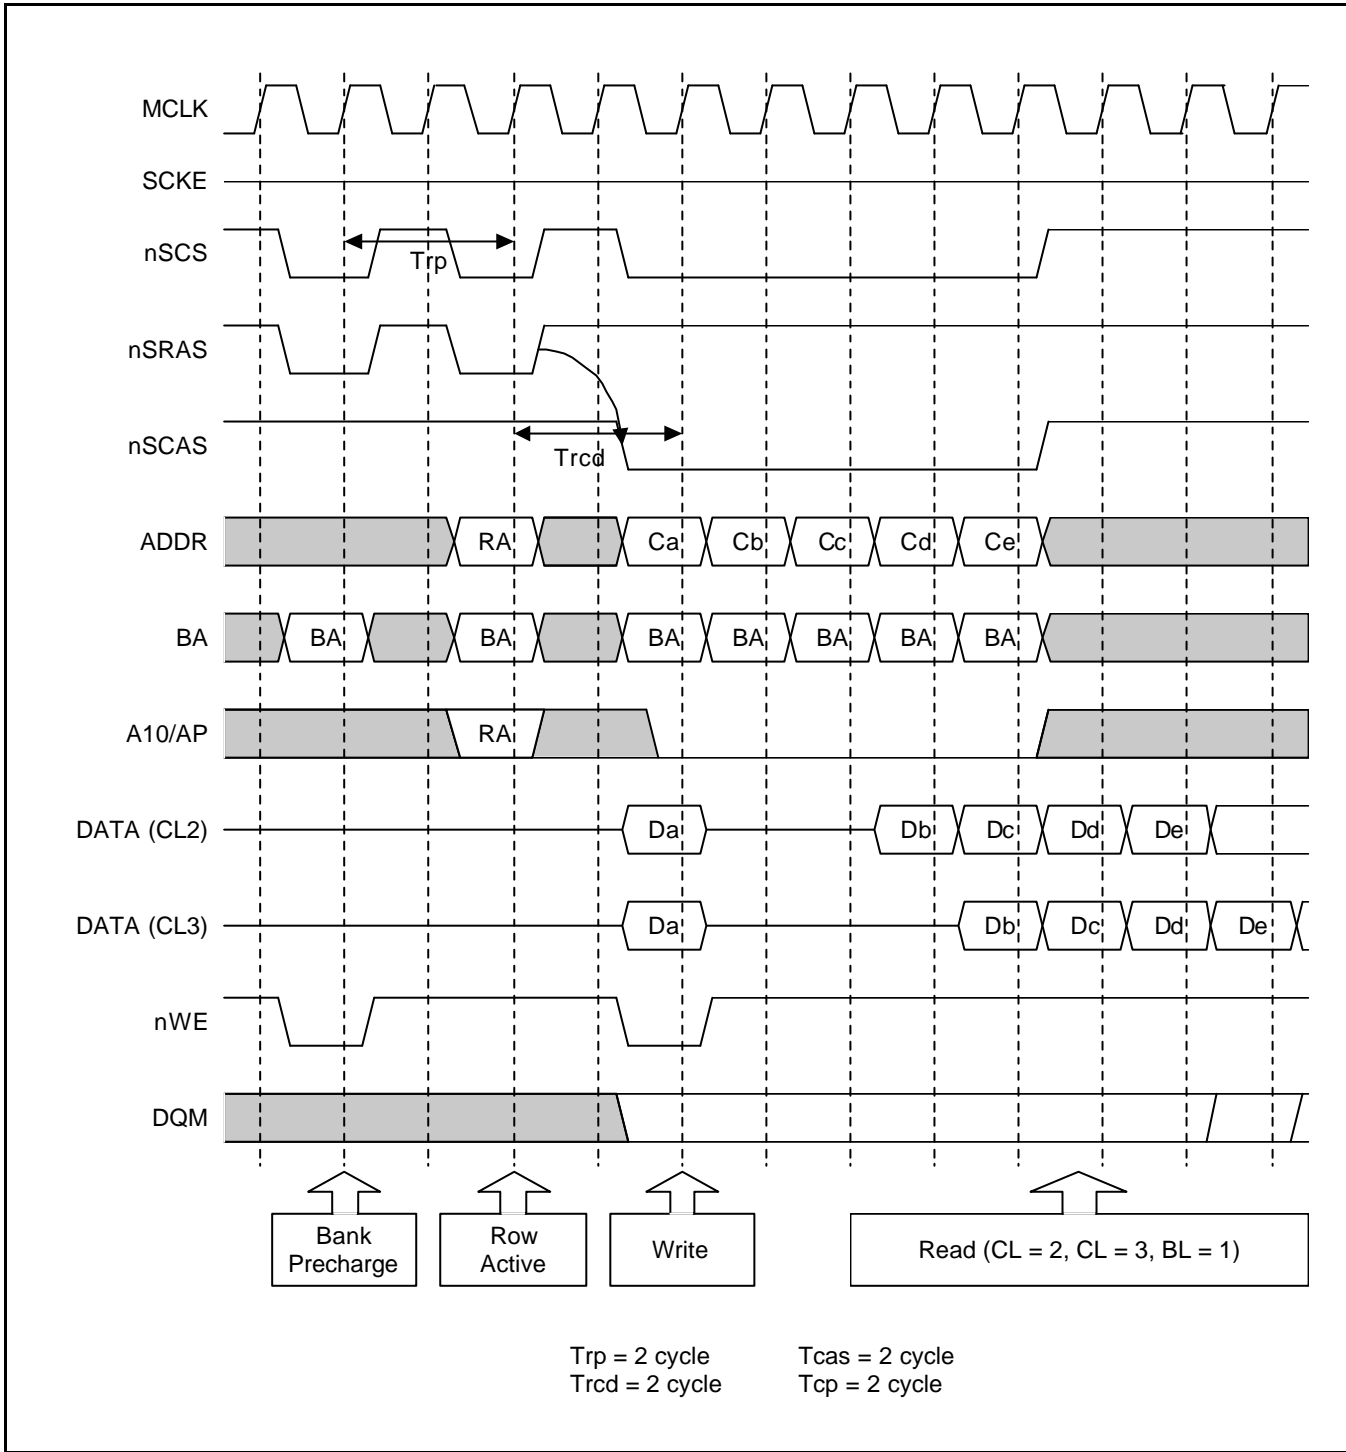 MCLK
SCKE
nSCS
Trp
nSRAS
nSCAS
Trcd
ADDR RA Ca Cb Cc Cd Ce
BA BA BA BA BA BA BA BA
A10/AP RA
DATA (CL2) Da Db Dc Dd De
DATA (CL3) Da Db Dc Dd De
nWE
DQM
Bank
Precharge
Row
Active
Write
Read (CL = 2, CL = 3, BL = 1)
Trp = 2 cycle Tcas = 2 cycle
Trcd = 2 cycle Tcp = 2 cycle